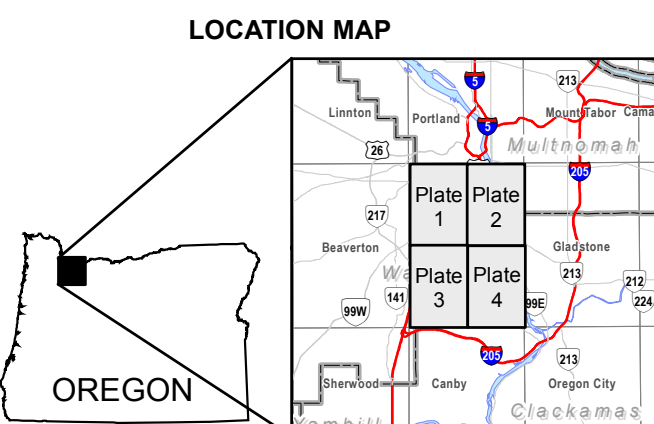 LOCATION MAP
5
213
Linnton
Portland
5
Mount Tabor
Cama
26
Multnomah
205
Plate 1
Plate 2
217
Beaverton
Gladstone
Wa
Plate 3
Plate 4
213
212
141
99E
224
99W
205
213
Sherwood
Canby
Oregon City
OREGON
Yamhill
Clackamas